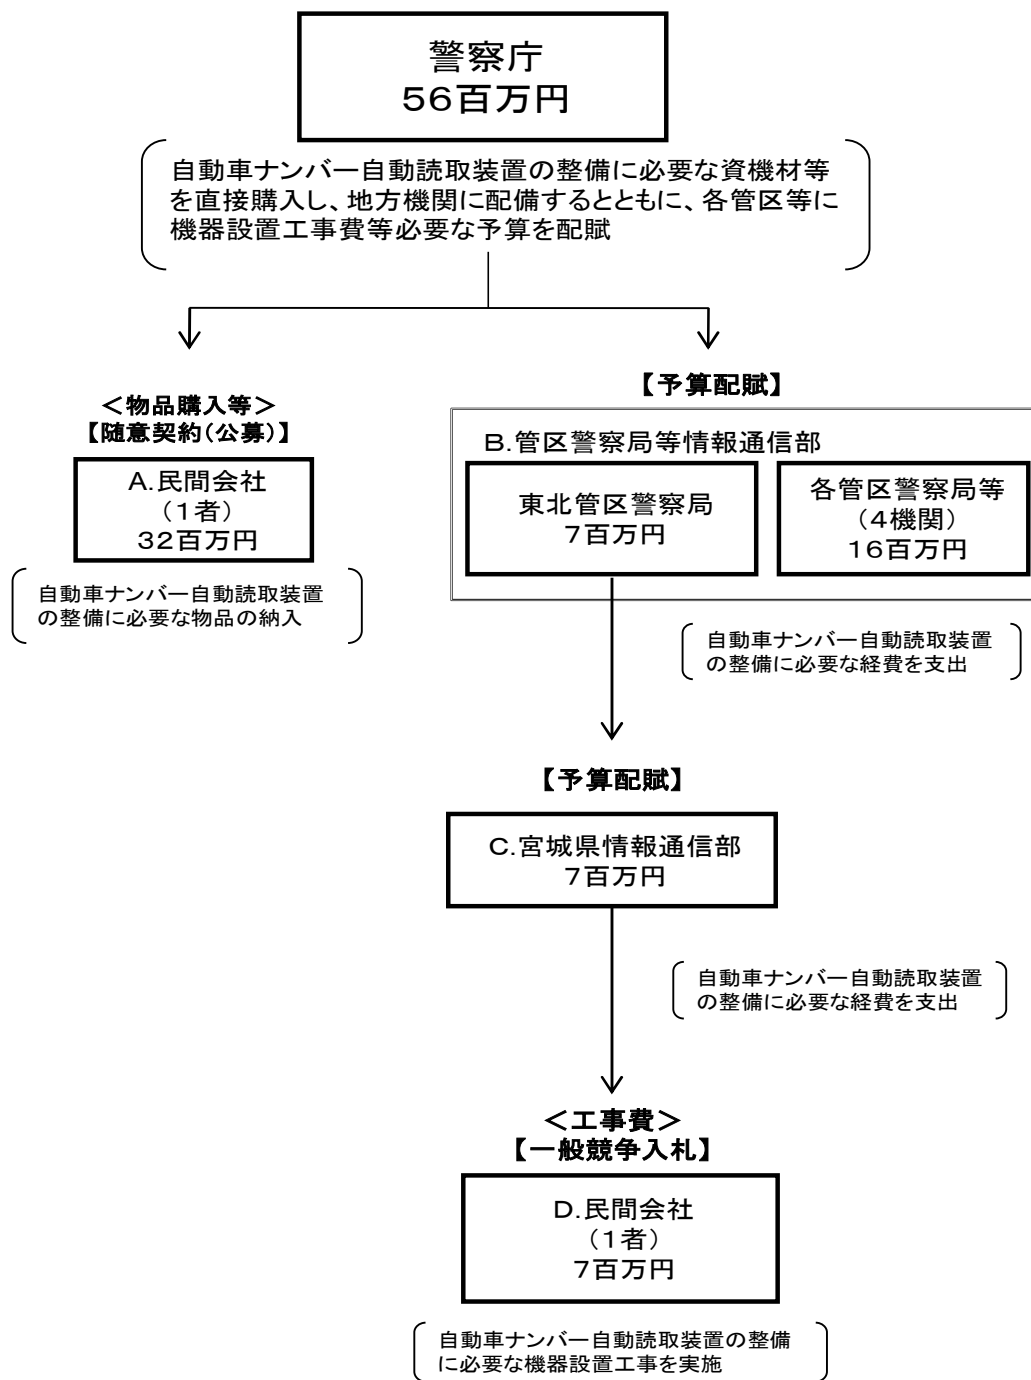 警察庁
56百万円
自動車ナンバー自動読取装置の整備に必要な資機材等
を直接購入し、地方機関に配備するとともに、各管区等に
機器設置工事費等必要な予算を配賦
＜物品購入等＞
【随意契約（公募）】
A.民間会社
（1者）
32百万円
自動車ナンバー自動読取装置
の整備に必要な物品の納入
【予算配賦】
B.管区警察局等情報通信部
東北管区警察局
7百万円
各管区警察局等
（4機関）
16百万円
自動車ナンバー自動読取装置
の整備に必要な経費を支出
【予算配賦】
C.宮城県情報通信部
7百万円
自動車ナンバー自動読取装置
の整備に必要な経費を支出
＜工事費＞
【一般競争入札】
D.民間会社
（1者）
7百万円
自動車ナンバー自動読取装置の整備
に必要な機器設置工事を実施